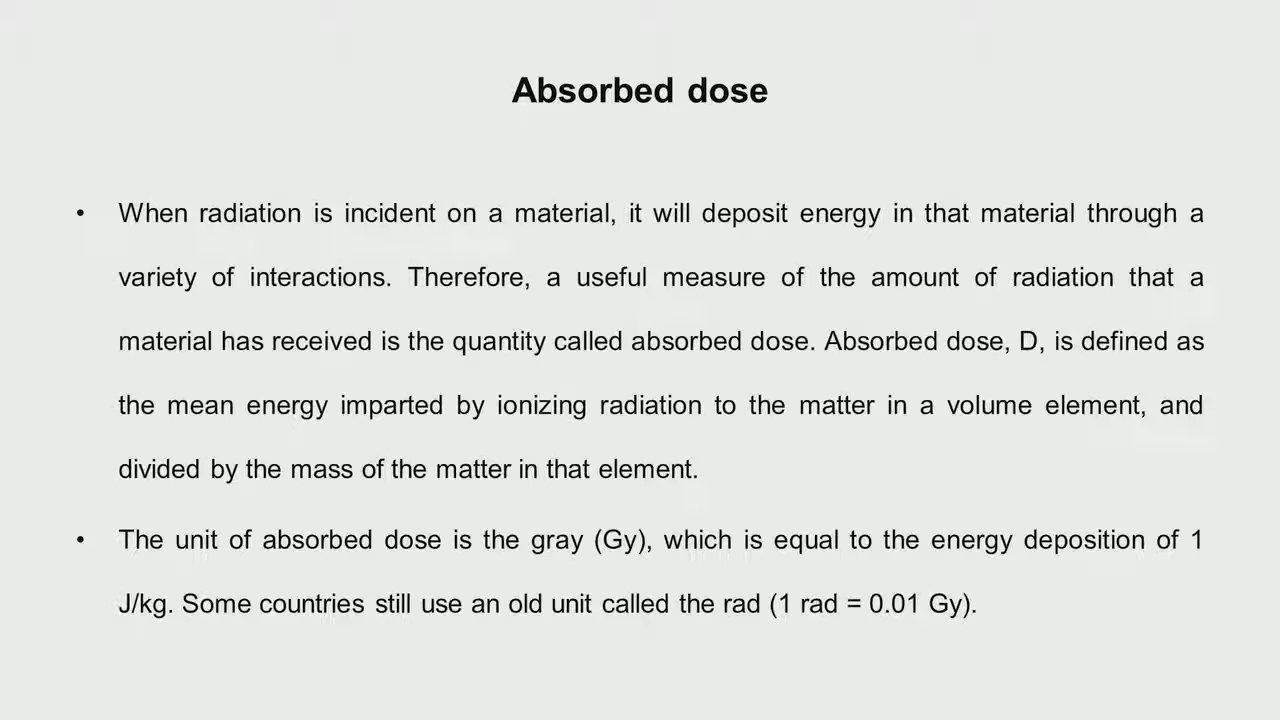 Absorbed dose
• When radiation is incident on a material, it will deposit energy in that material through a
variety of interactions. Therefore, a useful measure of the amount of radiation that a
material has received is the quantity called absorbed dose. Absorbed dose, D, is defined as
the mean energy imparted by ionizing radiation to the matter in a volume element, and
divided by the mass of the matter in that element.
• The unit of absorbed dose is the gray (Gy), which is equal to the energy deposition of 1
J/kg. Some countries still use an old unit called the rad (1 rad = 0.01 Gy).